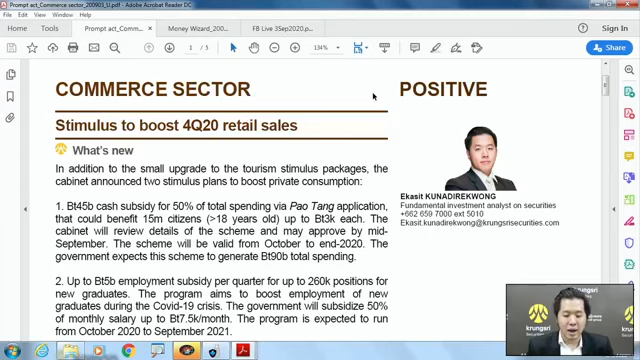 Prompt act_Commerce sector_200903_U.pdf - Adobe Acrobat Reader DC
File Edit View Window Help
Home Tools Prompt act_Commerc... × Money Wizard_2009... FB Live 3Sep2020.p... Sign In
1 / 5 134% Share
COMMERCE SECTOR
POSITIVE
Stimulus to boost 4Q20 retail sales
What's new
In addition to the small upgrade to the tourism stimulus packages, the
cabinet announced two stimulus plans to boost private consumption:
1. Bt45b cash subsidy for 50% of total spending via Pao Tang application,
that could benefit 15m citizens (>18 years old) up to Bt3k each. The
cabinet will review details of the scheme and may approve by mid-
September. The scheme will be valid from October to end-2020. The
government expects this scheme to generate Bt90b total spending.
2. Up to Bt5b employment subsidy per quarter for up to 260k positions for
new graduates. The program aims to boost employment of new
graduates during the Covid-19 crisis. The government will subsidize 50%
of monthly salary up to Bt7.5k/month. The program is expected to run
from October 2020 to September 2021.
Ekasit KUNADIREKWONG
Fundamental investment analyst on securities
+662 659 7000 ext 5010
Ekasit.kunadirekwong@krungsrisecurities.com
krungsri